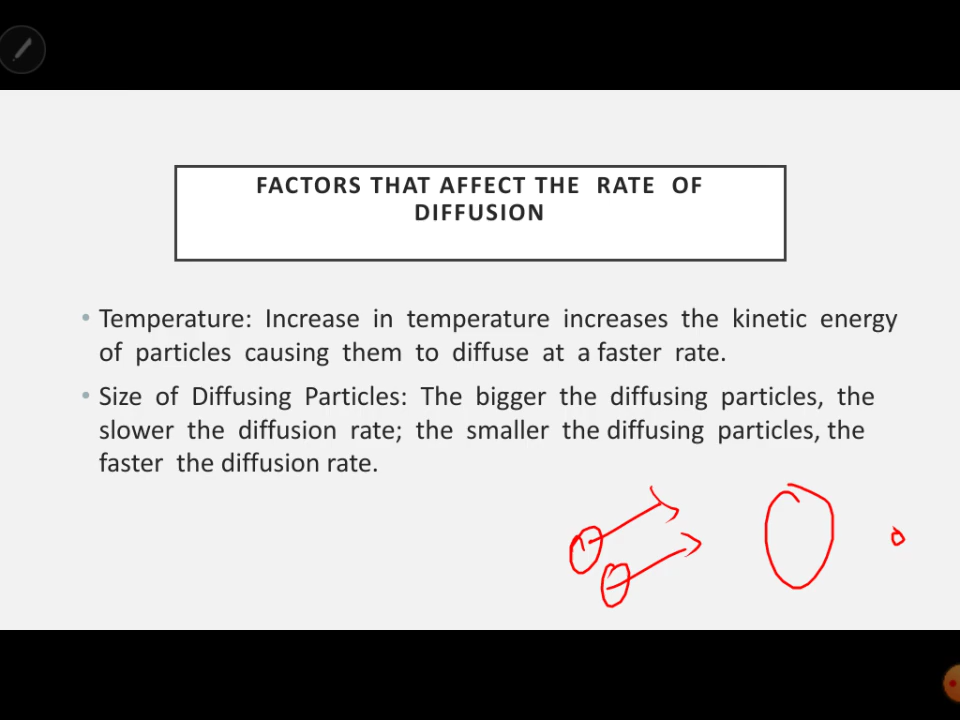 FACTORS THAT AFFECT THE RATE OF
DIFFUSION
• Temperature: Increase in temperature increases the kinetic energy
of particles causing them to diffuse at a faster rate.
• Size of Diffusing Particles: The bigger the diffusing particles, the
slower the diffusion rate; the smaller the diffusing particles, the
faster the diffusion rate.